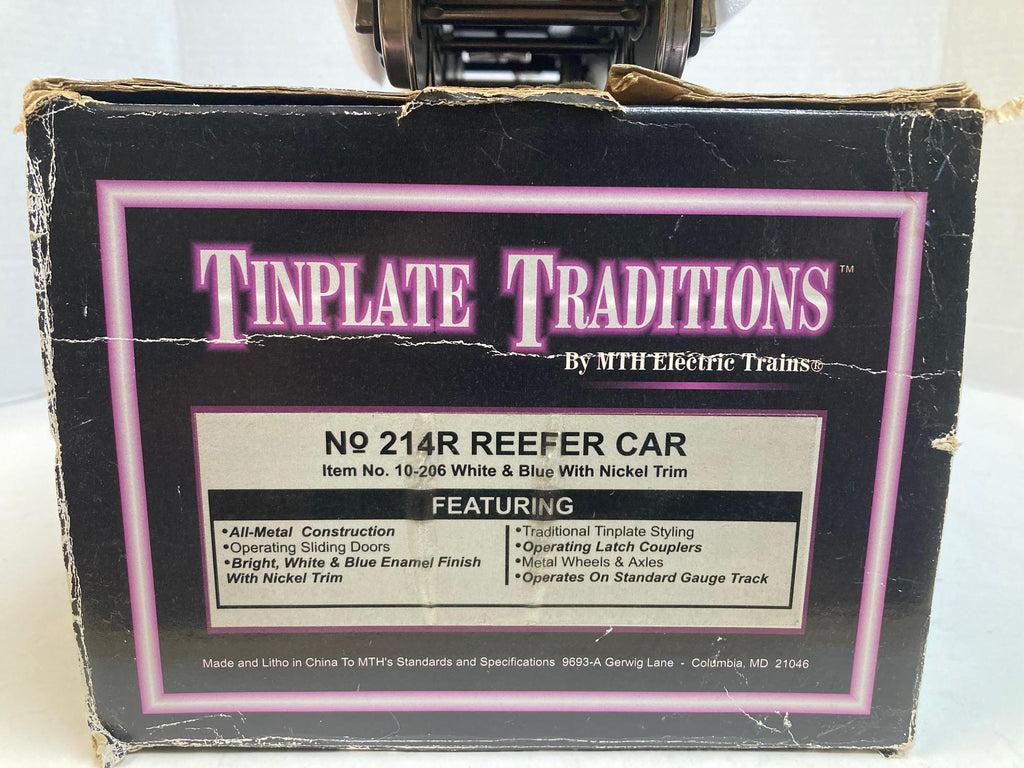 TINPLATE TRADITIONS™
By MTH Electric Trains®
No 214R REEFER CAR
Item No. 10-206 White & Blue With Nickel Trim
FEATURING
•All-Metal Construction
•Operating Sliding Doors
•Bright, White & Blue Enamel Finish
With Nickel Trim
•Traditional Tinplate Styling
•Operating Latch Couplers
•Metal Wheels & Axles
•Operates On Standard Gauge Track
Made and Litho in China To MTH's Standards and Specifications 9693-A Gerwig Lane - Columbia, MD 21046